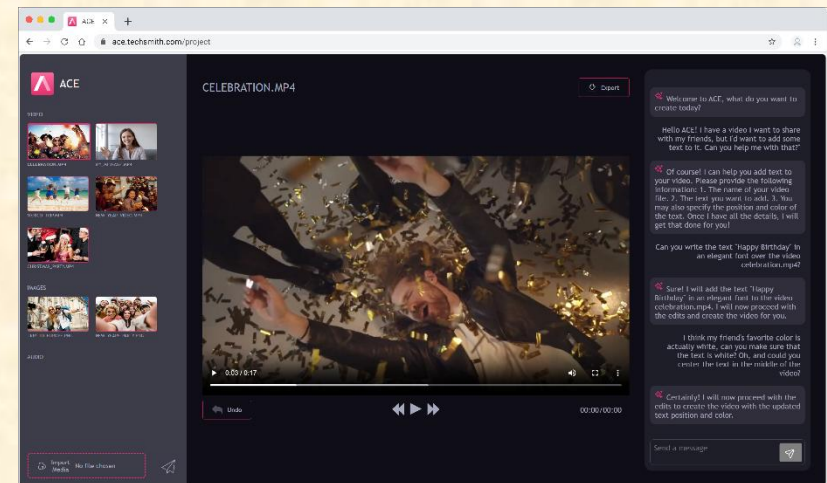 ACE
ace.techsmith.com/project
ACE
VIDEO
CELEBRATION.MP4
CHRISTMAS_PARTY.MP4
IMAGES
AUDIO
Import
Media
No file chosen
CELEBRATION.MP4
Export
0:03 / 0:17
Undo
00:00/00:00
Welcome to ACE, what do you want to
create today?
Hello ACE! I have a video I want to share
with my friends, but I'd want to add some
text to it. Can you help me with that?"
Of course! I can help you add text to
your video. Please provide the following
information: 1. The name of your video
file. 2. The text you want to add. 3. You
may also specify the position and color of
the text. Once I have all the details, I will
get that done for you!
Can you write the text "Happy Birthday" in
an elegant font over the video
celebration.mp4?
Sure! I will add the text "Happy
Birthday" in an elegant font to the video
celebration.mp4. I will now proceed with
the edits and create the video for you.
I think my friend's favorite color is
actually white, can you make sure that
the text is white? Oh, and could you
center the text in the middle of the
video?
Certainly! I will now proceed with the
edits to create the video with the updated
text position and color.
Send a message